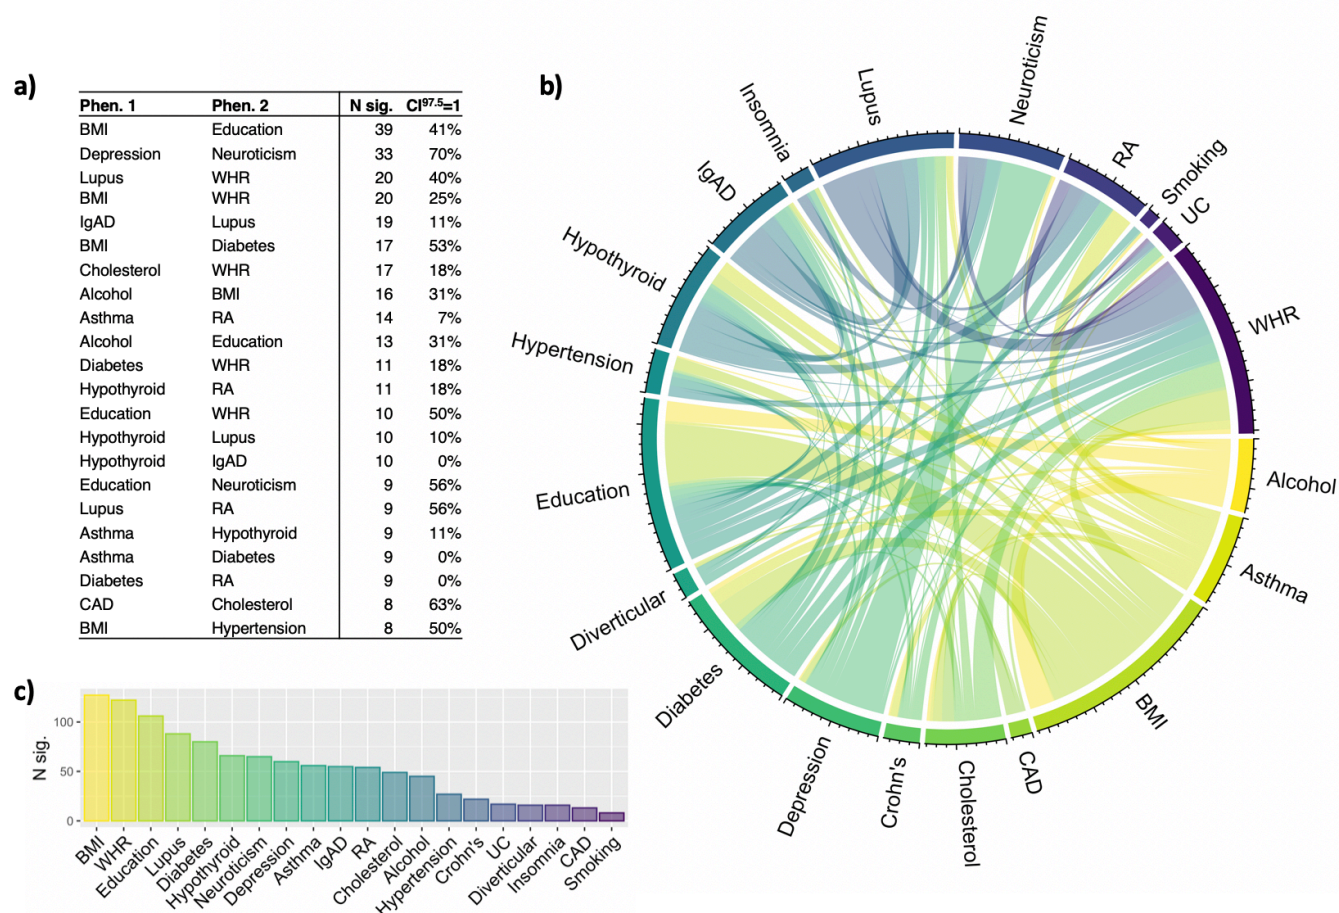 a)
Phen. 1 Phen. 2 N sig. CI97.5=1
BMI Education 39 41%
Depression Neuroticism 33 70%
Lupus WHR 20 40%
BMI WHR 20 25%
IgAD Lupus 19 11%
BMI Diabetes 17 53%
Cholesterol WHR 17 18%
Alcohol BMI 16 31%
Asthma RA 14 7%
Alcohol Education 13 31%
Diabetes WHR 11 18%
Hypothyroid RA 11 18%
Education WHR 10 50%
Hypothyroid Lupus 10 10%
Hypothyroid IgAD 10 0%
Education Neuroticism 9 56%
Lupus RA 9 56%
Asthma Hypothyroid 9 11%
Asthma Diabetes 9 0%
Diabetes RA 9 0%
CAD Cholesterol 8 63%
BMI Hypertension 8 50%
b)
Neuroticism
RA
Smoking
UC
WHR
Alcohol
Asthma
BMI
CAD
Cholesterol
Crohn's
Depression
Diabetes
Diverticular
Education
Hypertension
Hypothyroid
IgAD
Insomnia
Lupus
c)
N sig.
100
50
0
BMI
WHR
Education
Lupus
Diabetes
Hypothyroid
Neuroticism
Depression
Asthma
IgAD
RA
Cholesterol
Alcohol
Hypertension
Crohn's
UC
Diverticular
Insomnia
CAD
Smoking